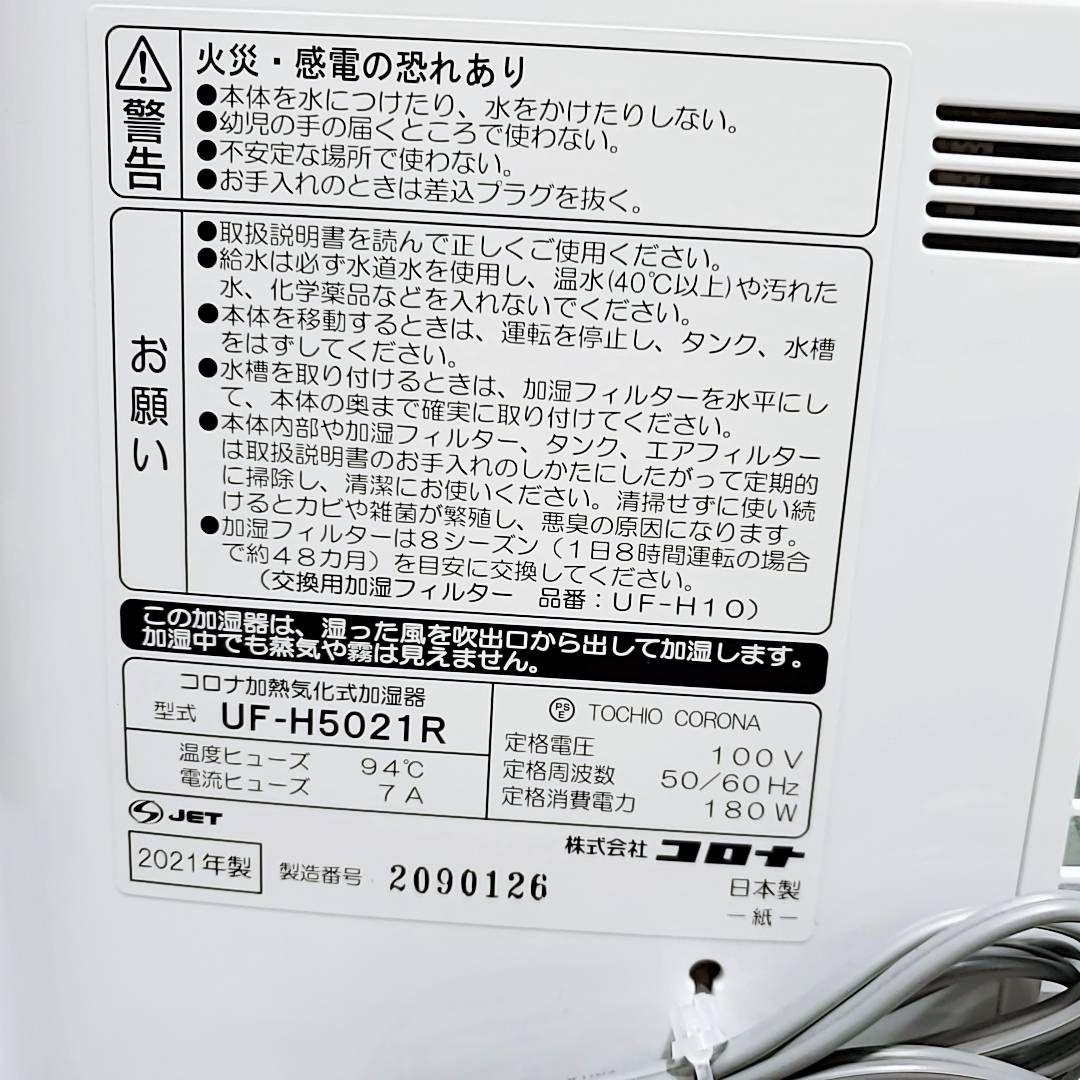 警告
火災・感電の恐れあり
●本体を水につけたり、水をかけたりしない。
●幼児の手の届くところで使わない。
●不安定な場所で使わない。
●お手入れのときは差込プラグを抜く。
お願い
●取扱説明書を読んで正しくご使用ください。
●給水は必ず水道水を使用し、温水(40℃以上)や汚れた
水、化学薬品などを入れないでください。
●本体を移動するときは、運転を停止し、タンク、水槽
をはずしてください。
●水槽を取り付けるときは、加湿フィルターを水平にし
て、本体の奥まで確実に取り付けてください。
●本体内部や加湿フィルター、タンク、エアフィルター
は取扱説明書のお手入れのしかたにしたがって定期的
に掃除し、清潔にお使いください。清掃せずに使い続
けるとカビや雑菌が繁殖し、悪臭の原因になります。
●加湿フィルターは８シーズン（１日８時間運転の場合
で約４８カ月）を目安に交換してください。
（交換用加湿フィルター　品番：ＵＦ－Ｈ１０）
この加湿器は、湿った風を吹出口から出して加湿します。
加湿中でも蒸気や霧は見えません。
コロナ加熱気化式加湿器
型式 UF-H5021R
温度ヒューズ 94℃
電流ヒューズ 7A
PSE TOCHIO CORONA
定格電圧 100V
定格周波数 50/60Hz
定格消費電力 180W
JET
株式会社 コロナ
2021年製 製造番号 2090126
日本製
－紙－